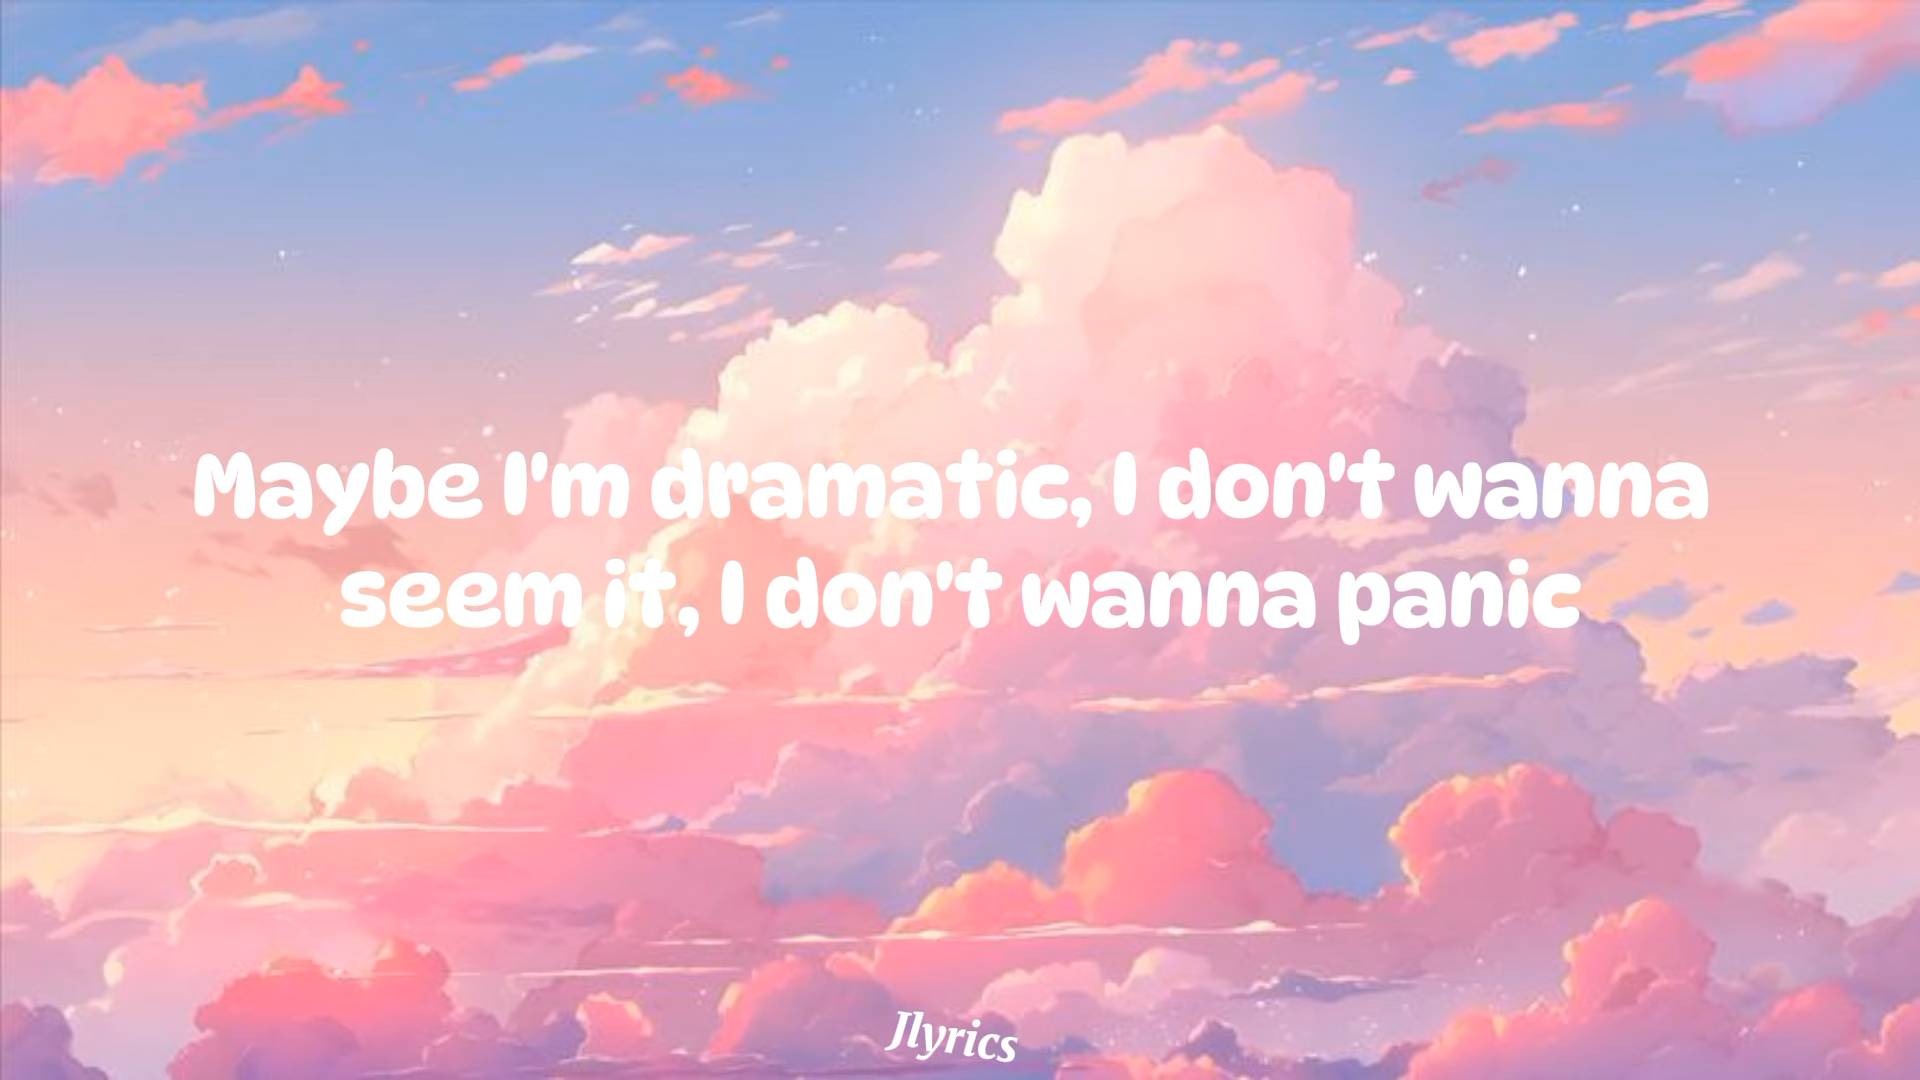 Maybe I'm dramatic, I don't wanna
seem it, I don't wanna panic
Jlyrics